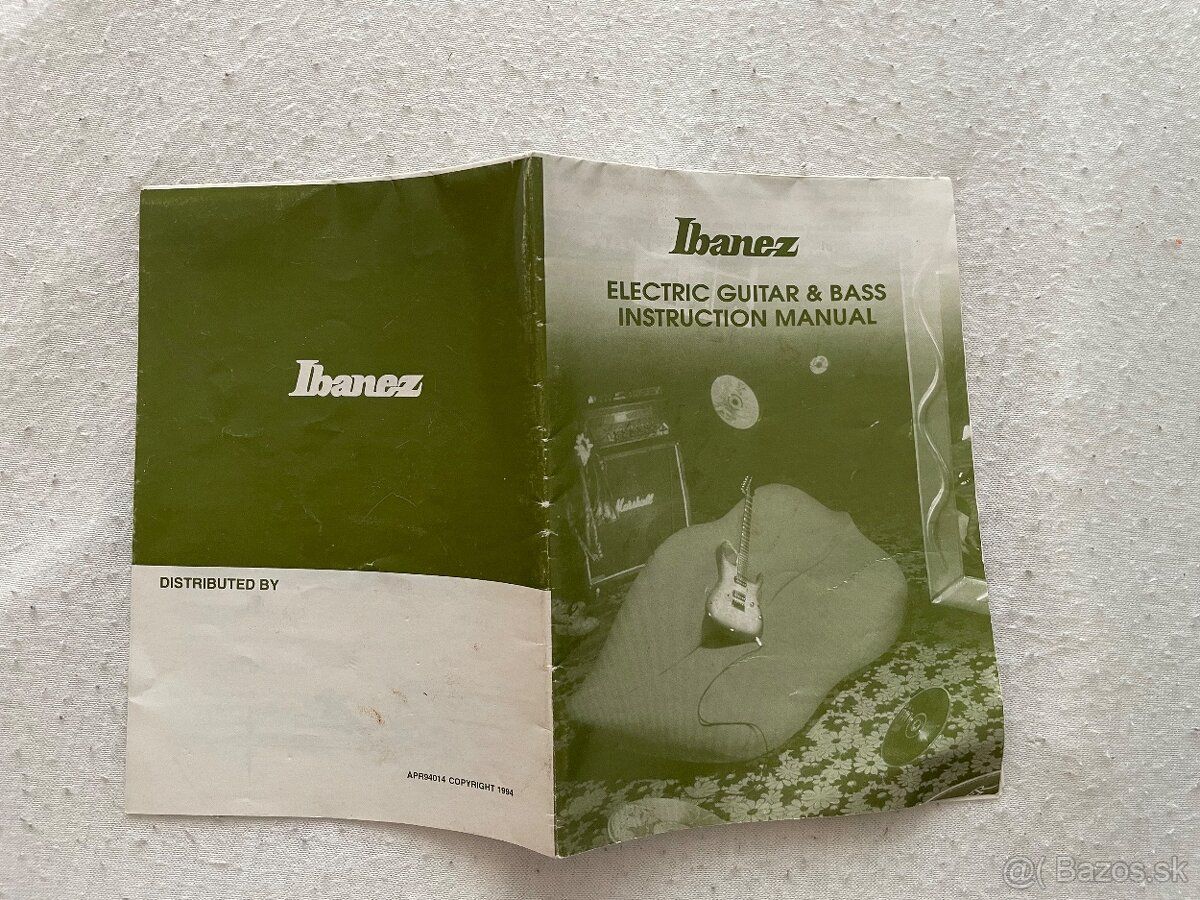 Ibanez
DISTRIBUTED BY
APR94014 COPYRIGHT 1994
Ibanez
ELECTRIC GUITAR & BASS
INSTRUCTION MANUAL
Marshall
@( Bazos.sk